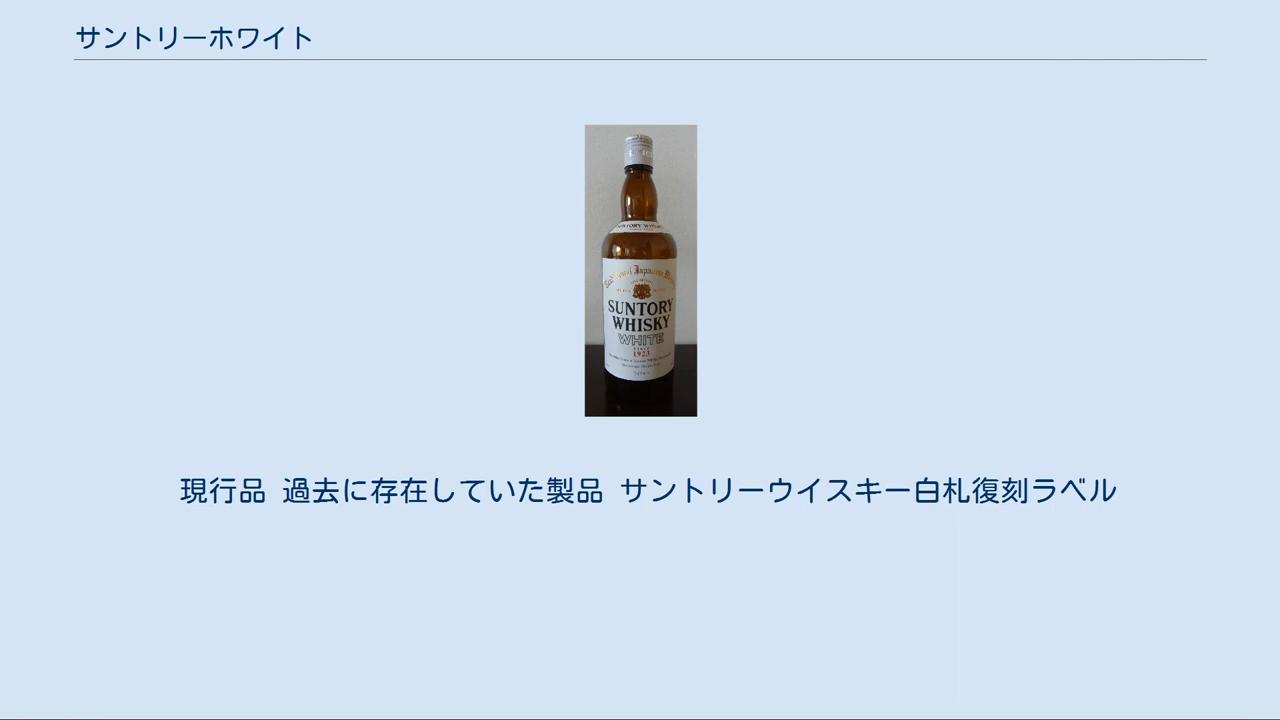 サントリーホワイト
SUNTORY
WHISKY
WHITE
1923
現行品 過去に存在していた製品 サントリーウイスキー白札復刻ラベル